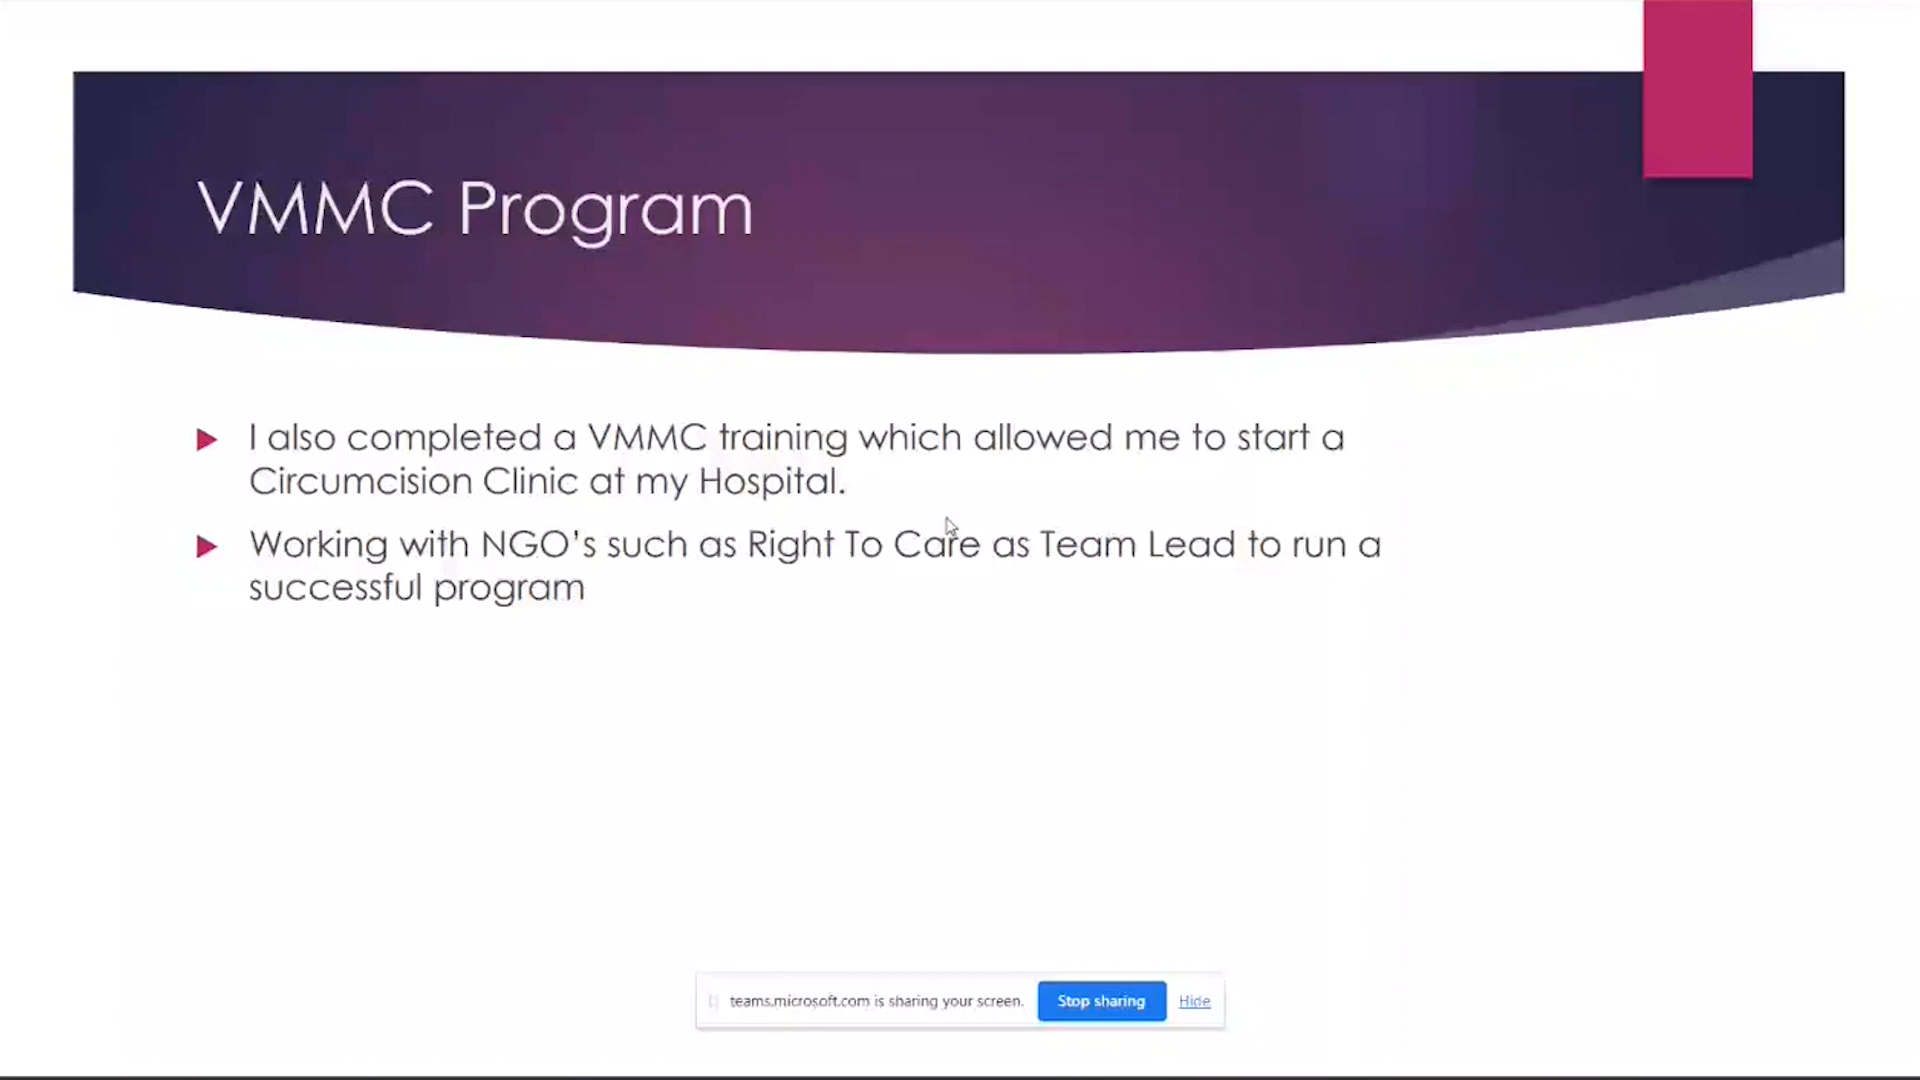 VMMC Program
I also completed a VMMC training which allowed me to start a
Circumcision Clinic at my Hospital.
Working with NGO's such as Right To Care as Team Lead to run a
successful program
teams.microsoft.com is sharing your screen. Stop sharing Hide